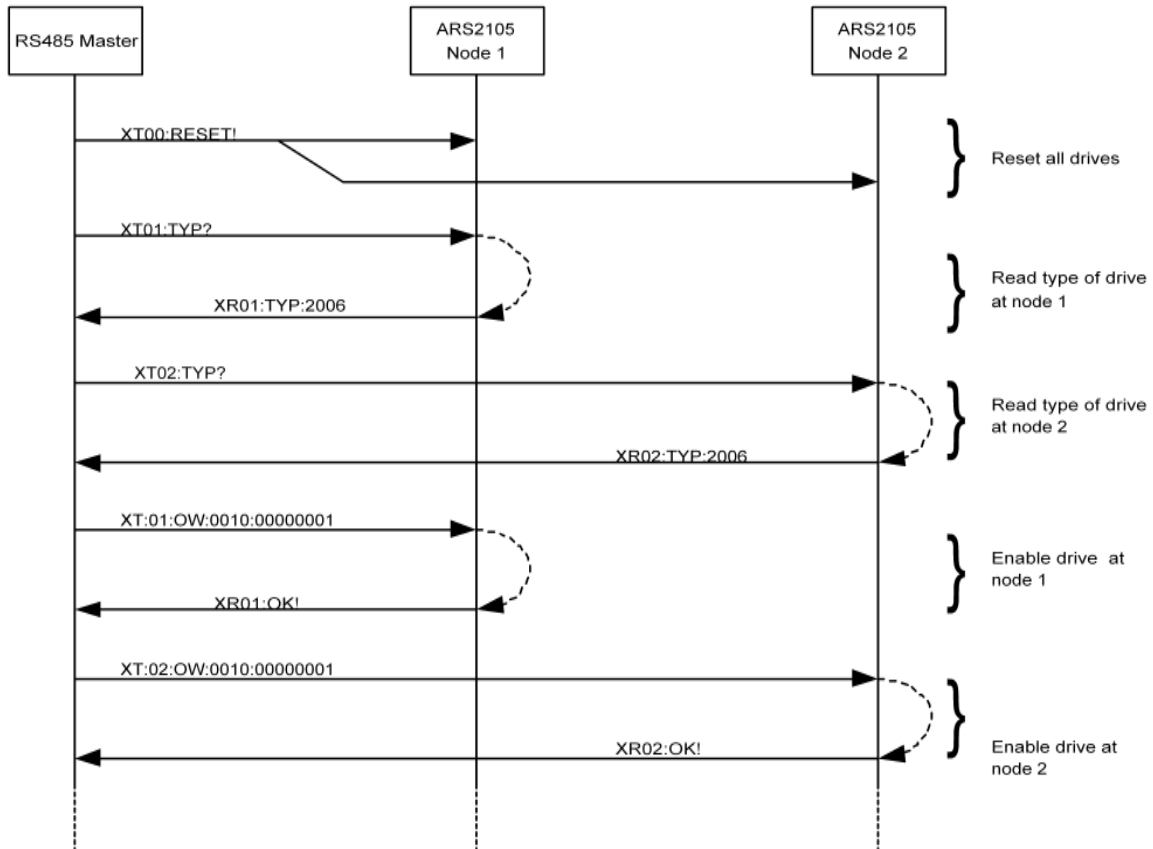 RS485 Master
ARS2105
Node 1
ARS2105
Node 2
XT00:RESET!
Reset all drives
XT01:TYP?
XR01:TYP:2006
Read type of drive
at node 1
XT02:TYP?
XR02:TYP:2006
Read type of drive
at node 2
XT:01:OW:0010:00000001
XR01:OK!
Enable drive at
node 1
XT:02:OW:0010:00000001
XR02:OK!
Enable drive at
node 2